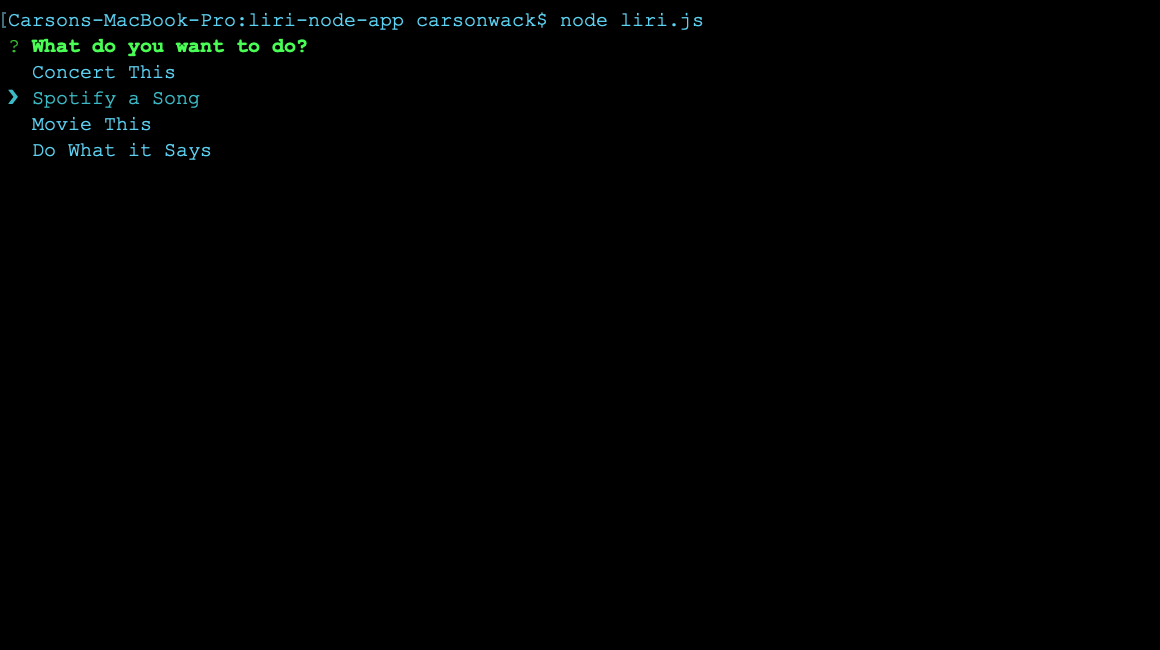 [Carsons-MacBook-Pro:liri-node-app carsonwack$ node liri.js
? What do you want to do?
Concert This
❯ Spotify a Song
Movie This
Do What it Says